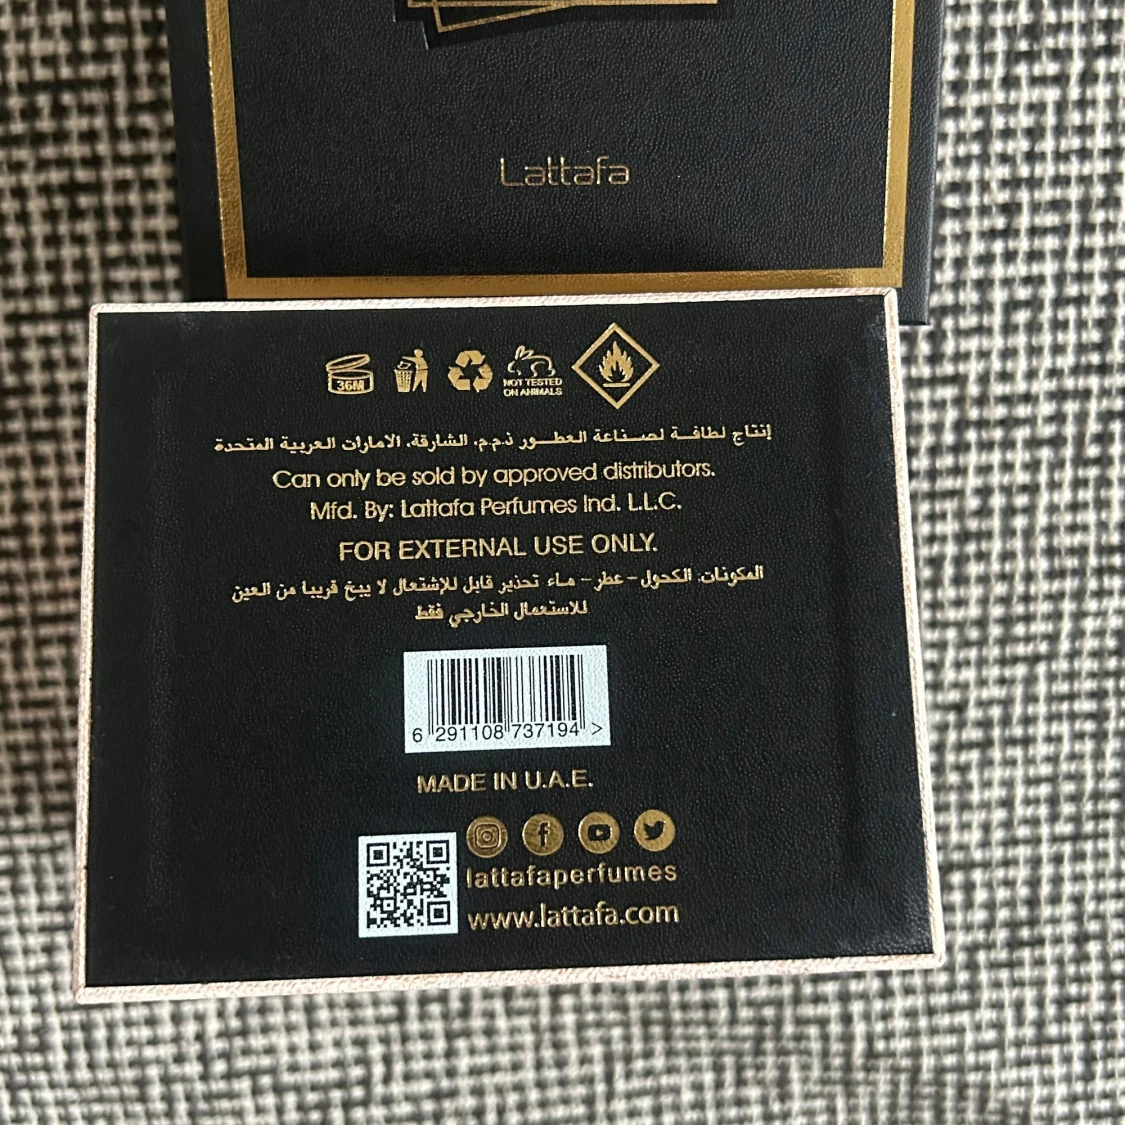 Lattafa
36M
NOT TESTED
ON ANIMALS
إنتاج لطافة لصناعة العطور ذ.م.م. الشارقة. الامارات العربية المتحدة
Can only be sold by approved distributors.
Mfd. By: Lattafa Perfumes Ind. L.L.C.
FOR EXTERNAL USE ONLY.
المكونات: الكحول - عطر - ماء تحذير قابل للإشتعال لا يبخ قريبا من العين
للاستعمال الخارجي فقط
6 291108 737194 >
MADE IN U.A.E.
lattafaperfumes
www.lattafa.com